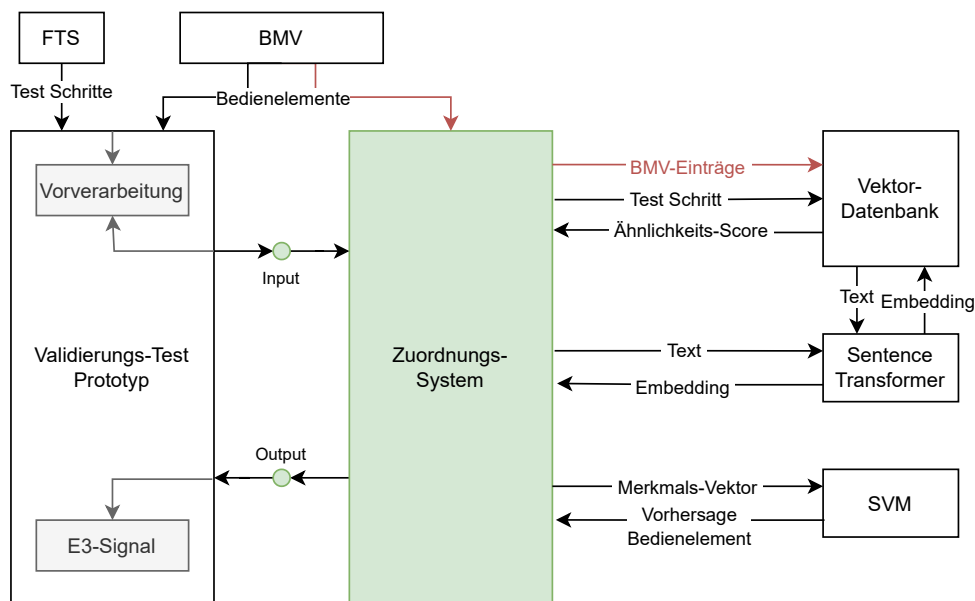 FTS
BMV
Test Schritte
Bedienelemente
Vorverarbeitung
BMV-Einträge
Test Schritt
Ähnlichkeits-Score
Vektor-
Datenbank
Input
Text
Embedding
Validierungs-Test
Prototyp
Zuordnungs-
System
Text
Embedding
Sentence
Transformer
Output
Merkmals-Vektor
Vorhersage
Bedienelement
SVM
E3-Signal